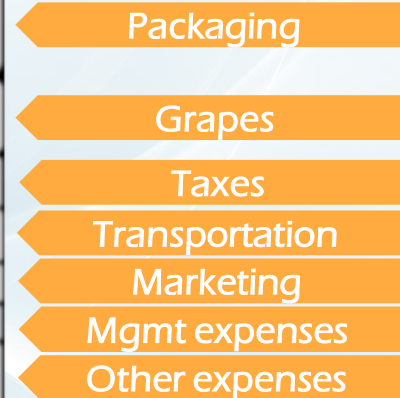 Packaging
Grapes
Taxes
Transportation
Marketing
Mgmt expenses
Other expenses